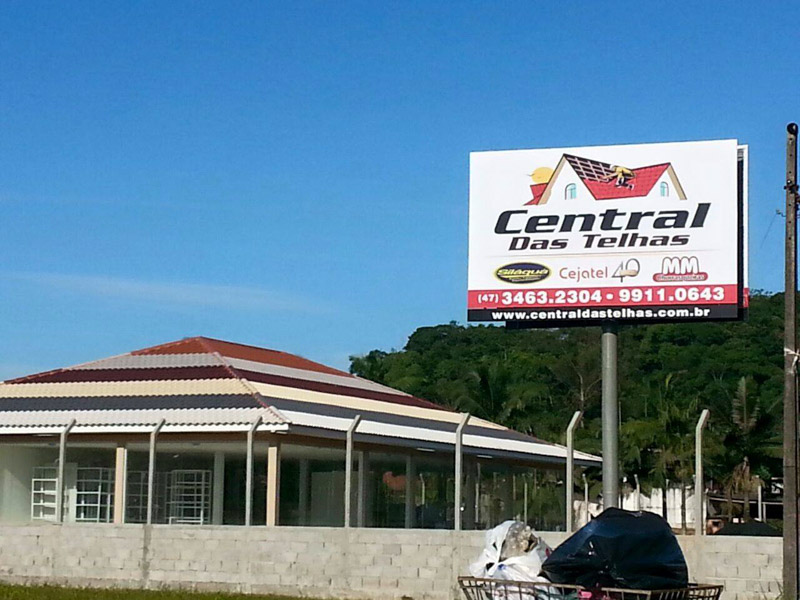 Central
Das Telhas
Cejatel 40
MM
(47) 3463.2304 • 9911.0643
www.centraldastelhas.com.br